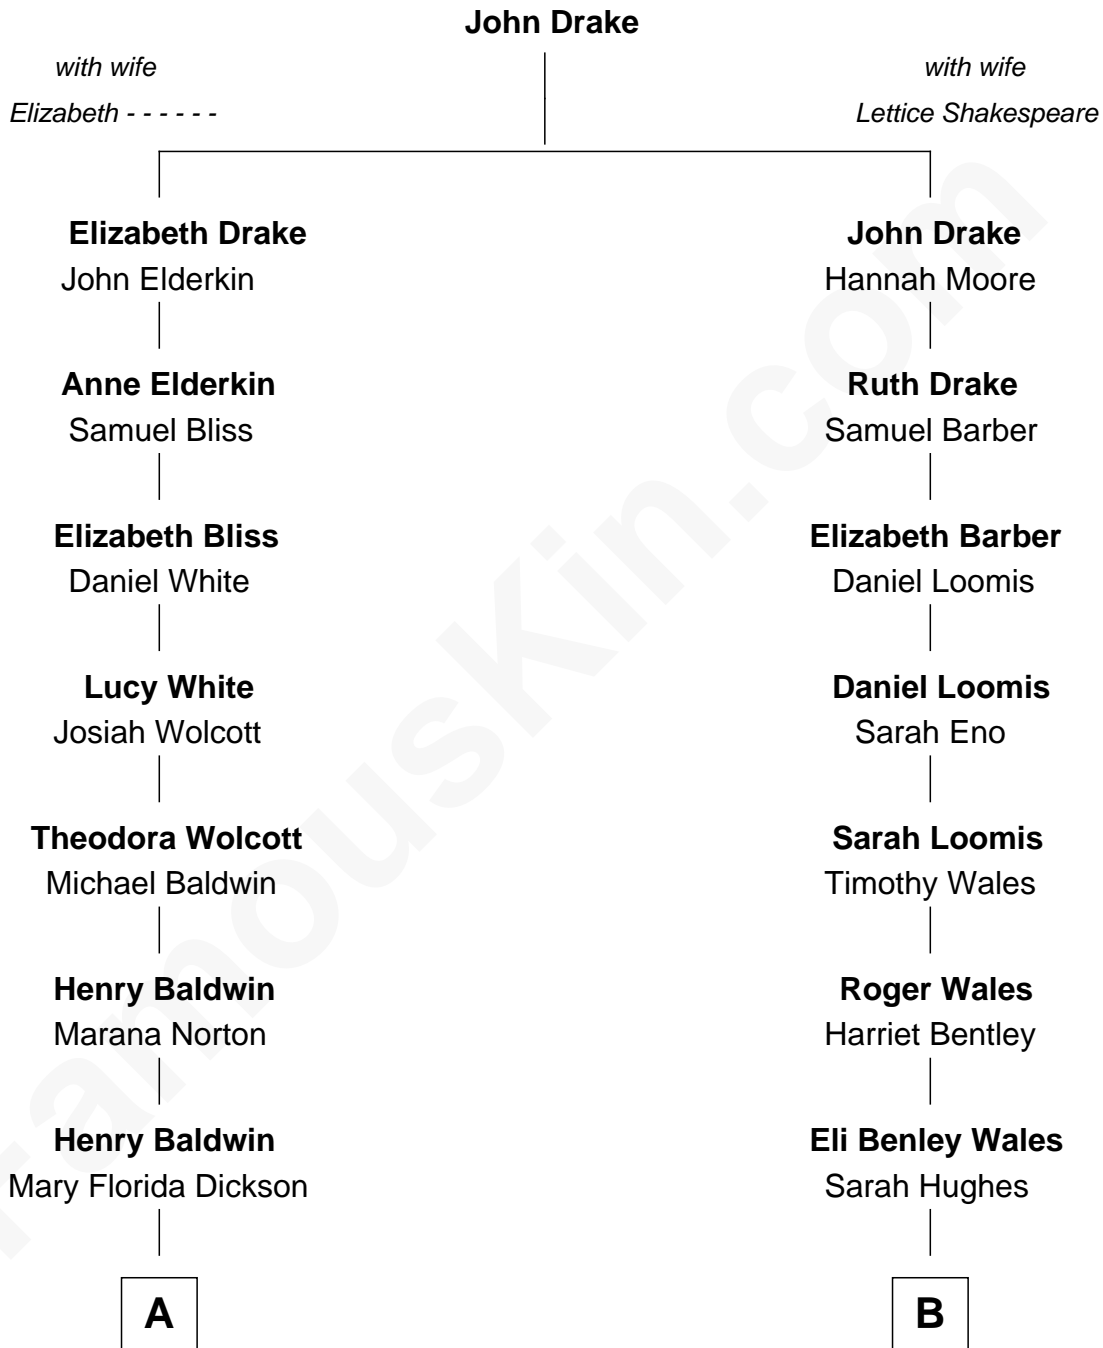 John Drake
with wife
Elizabeth - - - - - -
with wife
Lettice Shakespeare
Elizabeth Drake
John Elderkin
Anne Elderkin
Samuel Bliss
Elizabeth Bliss
Daniel White
Lucy White
Josiah Wolcott
Theodora Wolcott
Michael Baldwin
Henry Baldwin
Marana Norton
Henry Baldwin
Mary Florida Dickson
A
John Drake
Hannah Moore
Ruth Drake
Samuel Barber
Elizabeth Barber
Daniel Loomis
Daniel Loomis
Sarah Eno
Sarah Loomis
Timothy Wales
Roger Wales
Harriet Bentley
Eli Benley Wales
Sarah Hughes
B
FamousKin.com